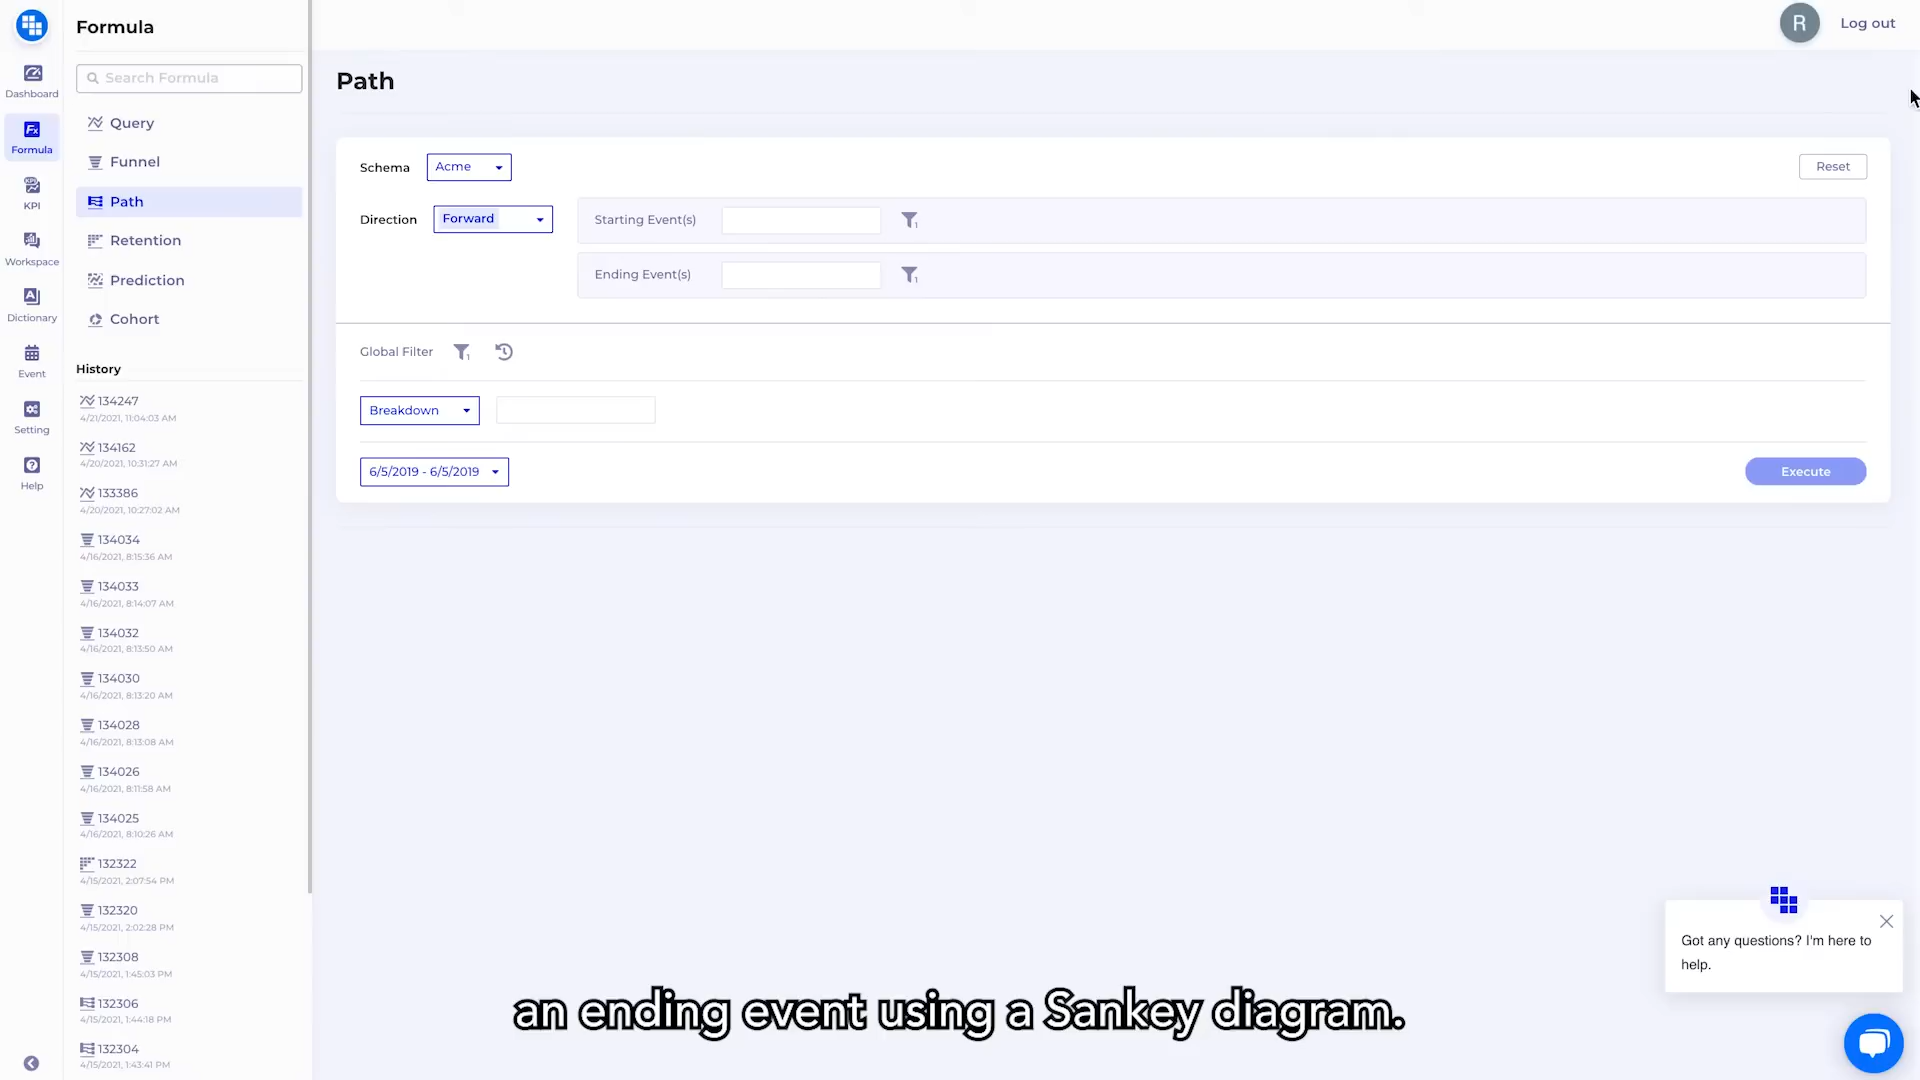 Formula
R
Log out
Dashboard
Search Formula
Path
Query
Fx
Formula
Funnel
Schema
Acme
Reset
KPI
KPI
Path
Direction
Forward
Starting Event(s)
1
Retention
Workspace
Prediction
Ending Event(s)
1
A
Dictionary
Cohort
Global Filter
1
Event
History
134247
4/21/2021, 11:04:03 AM
Breakdown
Setting
134162
4/20/2021, 10:31:27 AM
6/5/2019 - 6/5/2019
Execute
?
Help
133386
4/20/2021, 10:27:02 AM
134034
4/16/2021, 8:15:36 AM
134033
4/16/2021, 8:14:07 AM
134032
4/16/2021, 8:13:50 AM
134030
4/16/2021, 8:13:20 AM
134028
4/16/2021, 8:13:08 AM
134026
4/16/2021, 8:11:58 AM
134025
4/16/2021, 8:10:26 AM
132322
4/15/2021, 2:07:54 PM
132320
4/15/2021, 2:02:28 PM
132308
4/15/2021, 1:45:03 PM
132306
4/15/2021, 1:44:18 PM
132304
4/15/2021, 1:43:41 PM
Got any questions? I'm here to
help.
an ending event using a Sankey diagram.